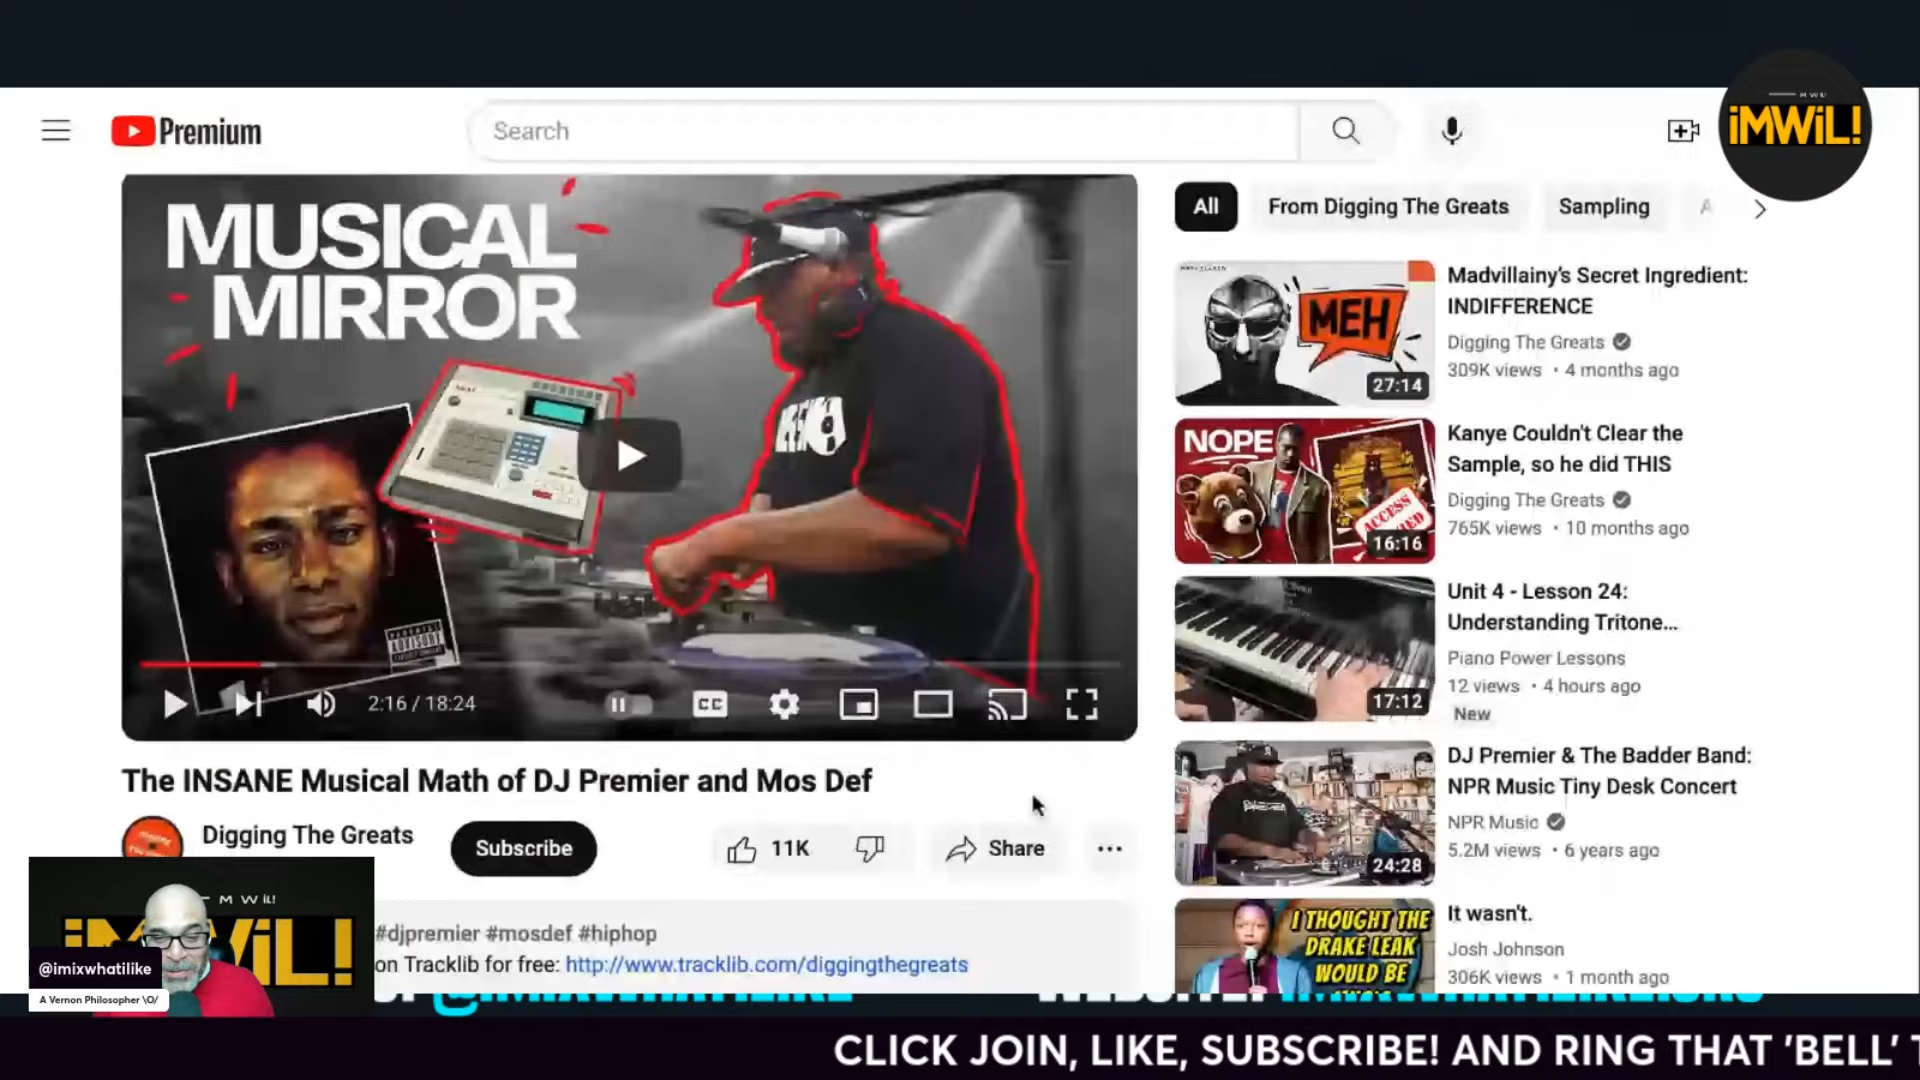 Premium
Search
iMWiL!
MUSICAL
MIRROR
PARENTAL
ADVISORY
2:16 / 18:24
CC
The INSANE Musical Math of DJ Premier and Mos Def
Digging The Greats
Subscribe
11K
Share
#djpremier #mosdef #hiphop
on Tracklib for free: http://www.tracklib.com/diggingthegreats
All
From Digging The Greats
Sampling
MEH
27:14
Madvillainy's Secret Ingredient:
INDIFFERENCE
Digging The Greats
309K views • 4 months ago
NOPE
16:16
Kanye Couldn't Clear the
Sample, so he did THIS
Digging The Greats
765K views • 10 months ago
17:12
Unit 4 - Lesson 24:
Understanding Tritone...
Piano Power Lessons
12 views • 4 hours ago
New
24:28
DJ Premier & The Badder Band:
NPR Music Tiny Desk Concert
NPR Music
5.2M views • 6 years ago
I THOUGHT THE
DRAKE LEAK
WOULD BE
It wasn't.
Josh Johnson
306K views • 1 month ago
@imixwhatilike
A Vernon Philosopher \O/
CLICK JOIN, LIKE, SUBSCRIBE! AND RING THAT 'BELL'